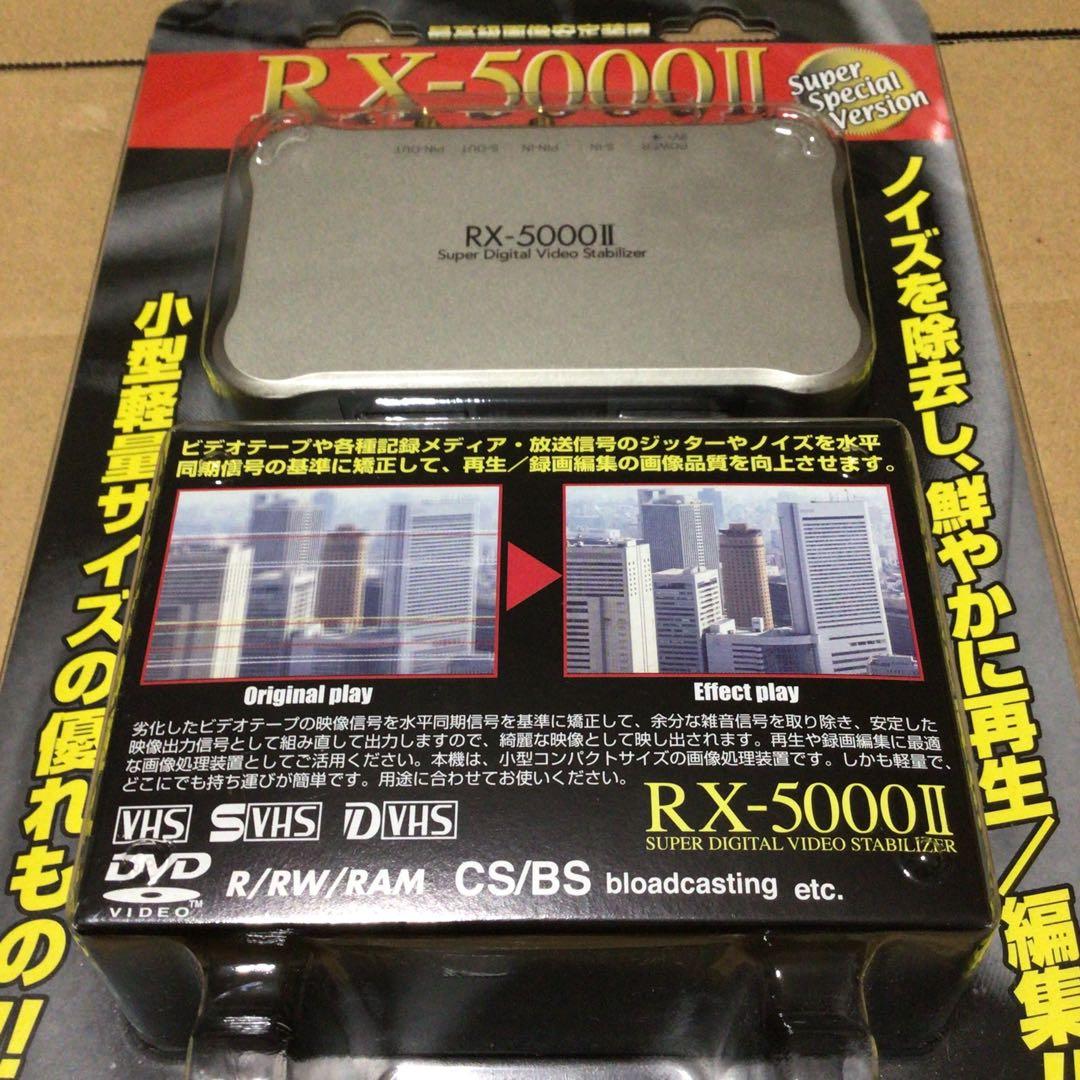 最高級画像安定装置
RX-5000II
Super
Special
Version
PIN-OUT S-OUT PIN-IN S-IN POWER
9V
RX-5000II
Super Digital Video Stabilizer
ノイズを除去し、鮮やかに再生/編集!!
小型軽量サイズの優れもの!!
ビデオテープや各種記録メディア・放送信号のジッターやノイズを水平
同期信号の基準に矯正して、再生/録画編集の画像品質を向上させます。
Original play
Effect play
劣化したビデオテープの映像信号を水平同期信号を基準に矯正して、余分な雑音信号を取り除き、安定した
映像出力信号として組み直して出力しますので、綺麗な映像として映し出されます。再生や録画編集に最適
な画像処理装置としてご活用ください。本機は、小型コンパクトサイズの画像処理装置です。しかも軽量で、
どこにでも持ち運びが簡単です。用途に合わせてお使いください。
VHS SVHS DVHS
RX-5000II
SUPER DIGITAL VIDEO STABILIZER
DVD
VIDEO TM
R/RW/RAM CS/BS bloadcasting etc.